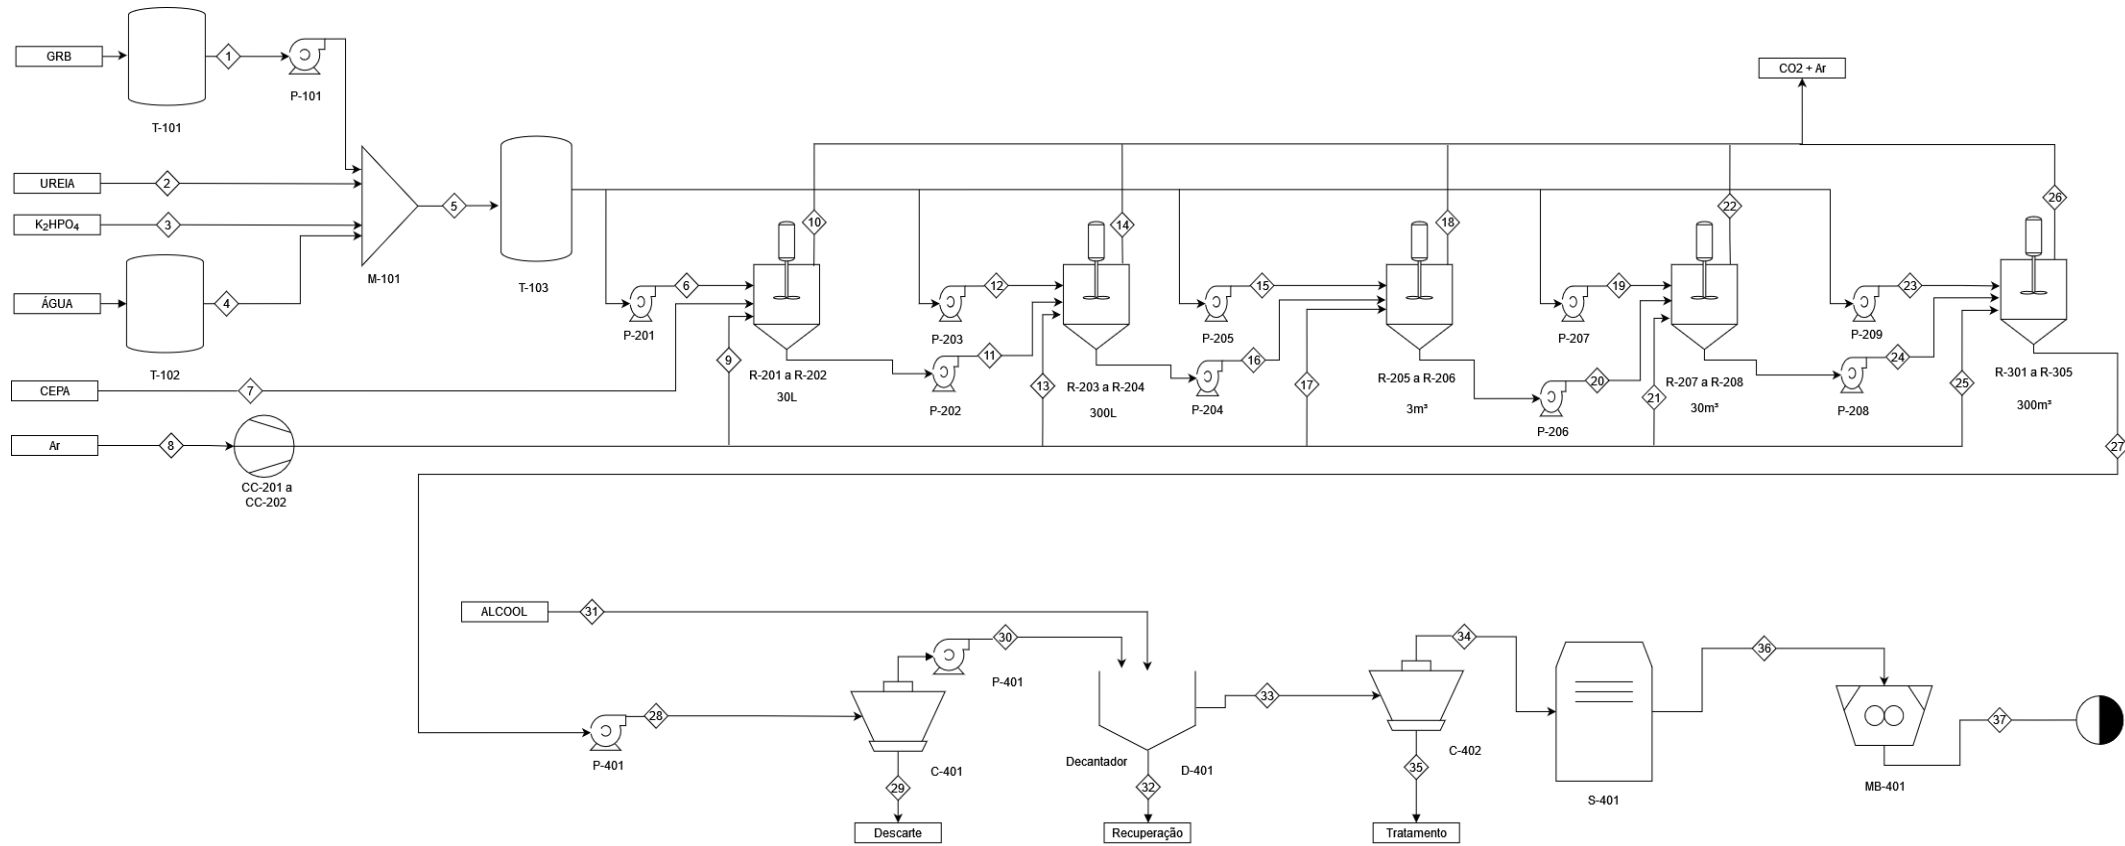 GRB
1
P-101
T-101
CO2 + Ar
UREIA
2
K₂HPO₄
3
5
M-101
T-103
ÁGUA
4
T-102
CEPA
7
Ar
8
CC-201 a
CC-202
10
6
P-201
9
R-201 a R-202
30L
14
12
P-203
11
P-202
13
R-203 a R-204
300L
18
15
P-205
16
P-204
17
R-205 a R-206
3m³
22
19
P-207
20
P-206
21
R-207 a R-208
30m³
26
23
P-209
24
P-208
25
R-301 a R-305
300m³
27
ALCOOL
31
30
P-401
28
P-401
C-401
29
Descarte
Decantador
D-401
32
Recuperação
33
34
C-402
35
Tratamento
S-401
36
MB-401
37